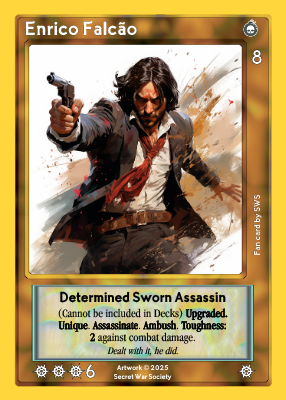 Enrico Falcão
8
Fan card by SWS
Determined Sworn Assassin
(Cannot be included in Decks) Upgraded.
Unique. Assassinate. Ambush. Toughness:
2 against combat damage.
Deal with it, he did.
6
Artwork © 2025
Secret War Society